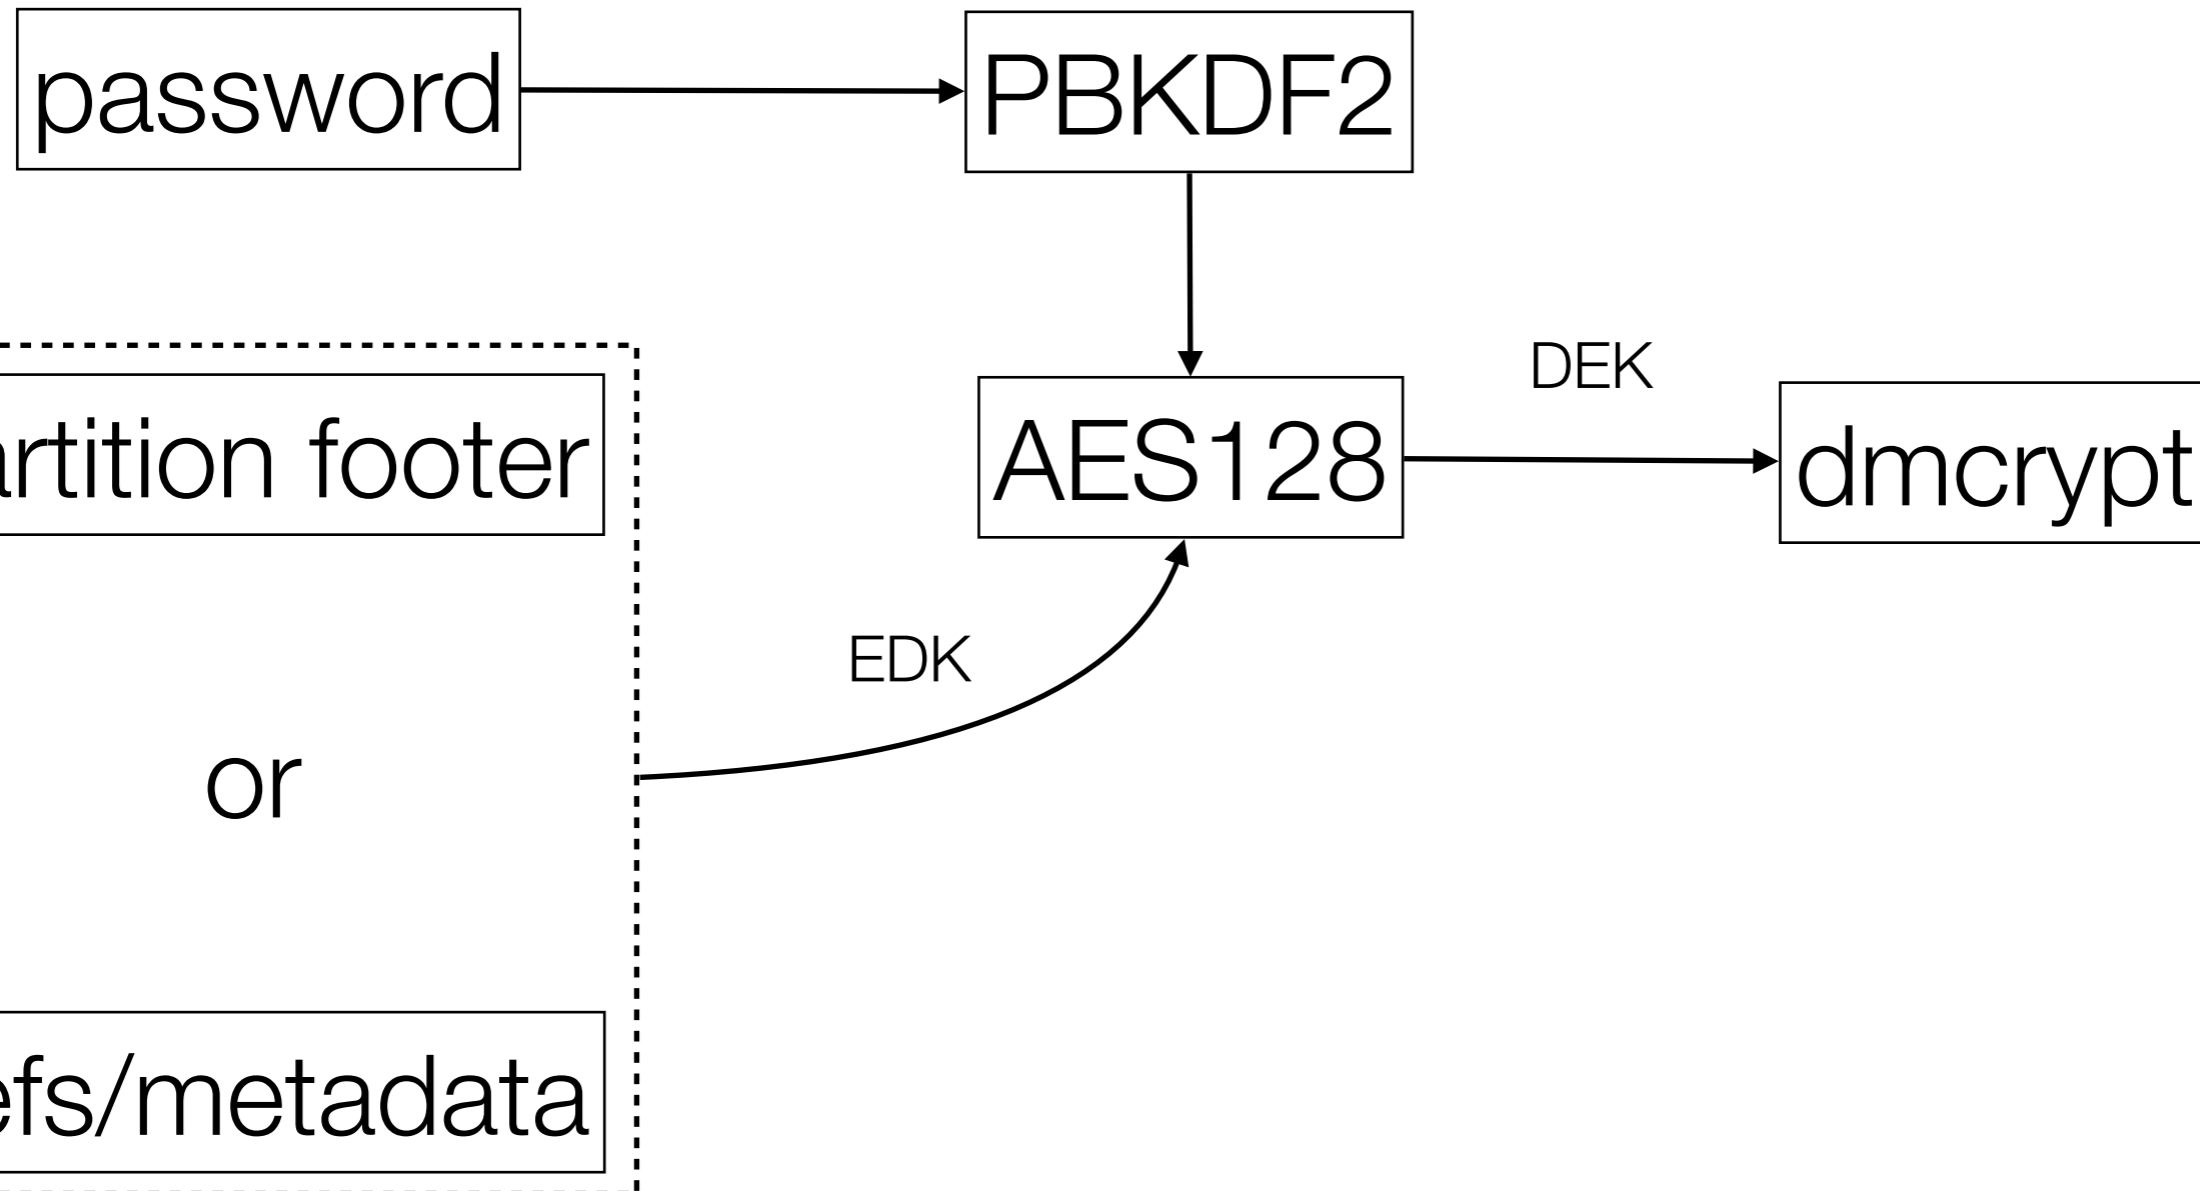 password
PBKDF2
DEK
artition footer
AES128
dmcrypt
EDK
or
efs/metadata